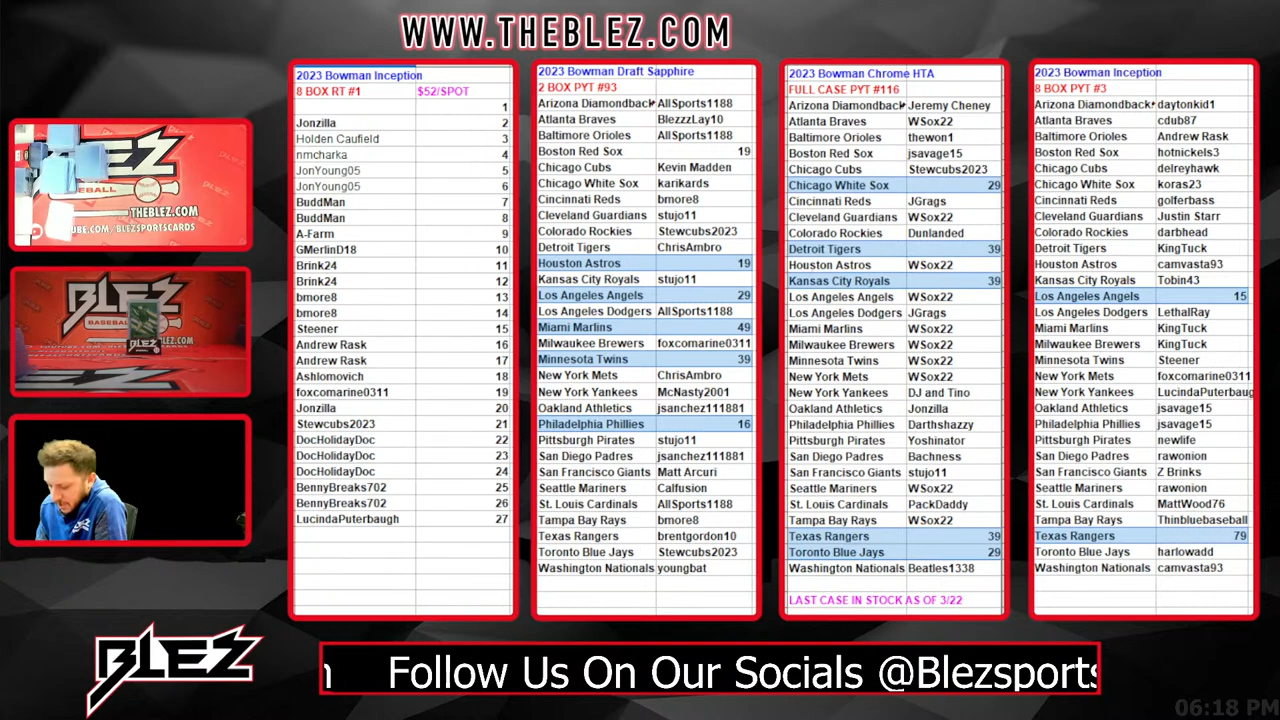 WWW.THEBLEZ.COM
BLEZ
BASEBALL
THEBLEZ.COM
BLEZ
2023 Bowman Inception
8 BOX RT #1 $52/SPOT
1
Jonzilla 2
Holden Caufield 3
nmcharka 4
JonYoung05 5
JonYoung05 6
BuddMan 7
BuddMan 8
A-Farm 9
GMerlinD18 10
Brink24 11
Brink24 12
bmore8 13
bmore8 14
Steener 15
Andrew Rask 16
Andrew Rask 17
Ashlomovich 18
foxcomarine0311 19
Jonzilla 20
Stewcubs2023 21
DocHolidayDoc 22
DocHolidayDoc 23
DocHolidayDoc 24
BennyBreaks702 25
BennyBreaks702 26
LucindaPuterbaugh 27
2023 Bowman Draft Sapphire
2 BOX PYT #93
Arizona Diamondback AllSports1188
Atlanta Braves BlezzzLay10
Baltimore Orioles AllSports1188
Boston Red Sox 19
Chicago Cubs Kevin Madden
Chicago White Sox karikards
Cincinnati Reds bmore8
Cleveland Guardians stujo11
Colorado Rockies Stewcubs2023
Detroit Tigers ChrisAmbro
Houston Astros 19
Kansas City Royals stujo11
Los Angeles Angels 29
Los Angeles Dodgers AllSports1188
Miami Marlins 49
Milwaukee Brewers foxcomarine0311
Minnesota Twins 39
New York Mets ChrisAmbro
New York Yankees McNasty2001
Oakland Athletics jsanchez111881
Philadelphia Phillies 16
Pittsburgh Pirates stujo11
San Diego Padres jsanchez111881
San Francisco Giants Matt Arcuri
Seattle Mariners Calfusion
St. Louis Cardinals AllSports1188
Tampa Bay Rays bmore8
Texas Rangers brentgordon10
Toronto Blue Jays Stewcubs2023
Washington Nationals youngbat
2023 Bowman Chrome HTA
FULL CASE PYT #116
Arizona Diamondback Jeremy Cheney
Atlanta Braves WSox22
Baltimore Orioles thewon1
Boston Red Sox jsavage15
Chicago Cubs Stewcubs2023
Chicago White Sox 29
Cincinnati Reds JGrags
Cleveland Guardians WSox22
Colorado Rockies Dunlanded
Detroit Tigers 39
Houston Astros WSox22
Kansas City Royals 39
Los Angeles Angels WSox22
Los Angeles Dodgers JGrags
Miami Marlins WSox22
Milwaukee Brewers WSox22
Minnesota Twins WSox22
New York Mets WSox22
New York Yankees DJ and Tino
Oakland Athletics Jonzilla
Philadelphia Phillies Darthshazzy
Pittsburgh Pirates Yoshinator
San Diego Padres Bachness
San Francisco Giants stujo11
Seattle Mariners WSox22
St. Louis Cardinals PackDaddy
Tampa Bay Rays WSox22
Texas Rangers 39
Toronto Blue Jays 29
Washington Nationals Beatles1338
LAST CASE IN STOCK AS OF 3/22
2023 Bowman Inception
8 BOX PYT #3
Arizona Diamondback daytonkid1
Atlanta Braves cdub87
Baltimore Orioles Andrew Rask
Boston Red Sox hotnickels3
Chicago Cubs delreyhawk
Chicago White Sox koras23
Cincinnati Reds golferbass
Cleveland Guardians Justin Starr
Colorado Rockies darbhead
Detroit Tigers KingTuck
Houston Astros camvasta93
Kansas City Royals Tobin43
Los Angeles Angels 15
Los Angeles Dodgers LethalRay
Miami Marlins KingTuck
Milwaukee Brewers KingTuck
Minnesota Twins Steener
New York Mets foxcomarine0311
New York Yankees LucindaPuterbaug
Oakland Athletics jsavage15
Philadelphia Phillies jsavage15
Pittsburgh Pirates newlife
San Diego Padres rawonion
San Francisco Giants Z Brinks
Seattle Mariners rawonion
St. Louis Cardinals MattWood76
Tampa Bay Rays Thinbluebaseball
Texas Rangers 79
Toronto Blue Jays harlowadd
Washington Nationals camvasta93
BLEZ
Follow Us On Our Socials @Blezsports
06:18 PM